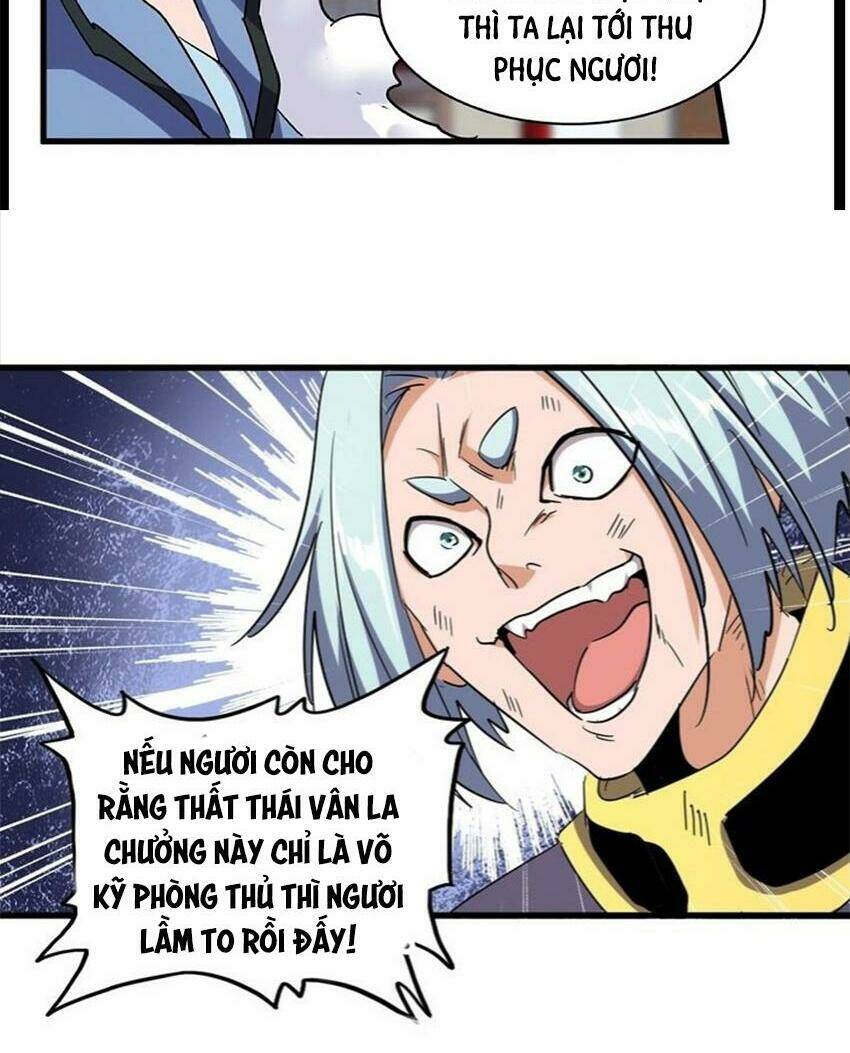 THÌ TA LẠI TỚI THU
PHỤC NGƯƠI!
NẾU NGƯƠI CÒN CHO
RẰNG THẤT THÁI VÂN LA
CHƯỞNG NÀY CHỈ LÀ VÕ
KỸ PHÒNG THỦ THÌ NGƯƠI
LẦM TO RỒI ĐẤY!